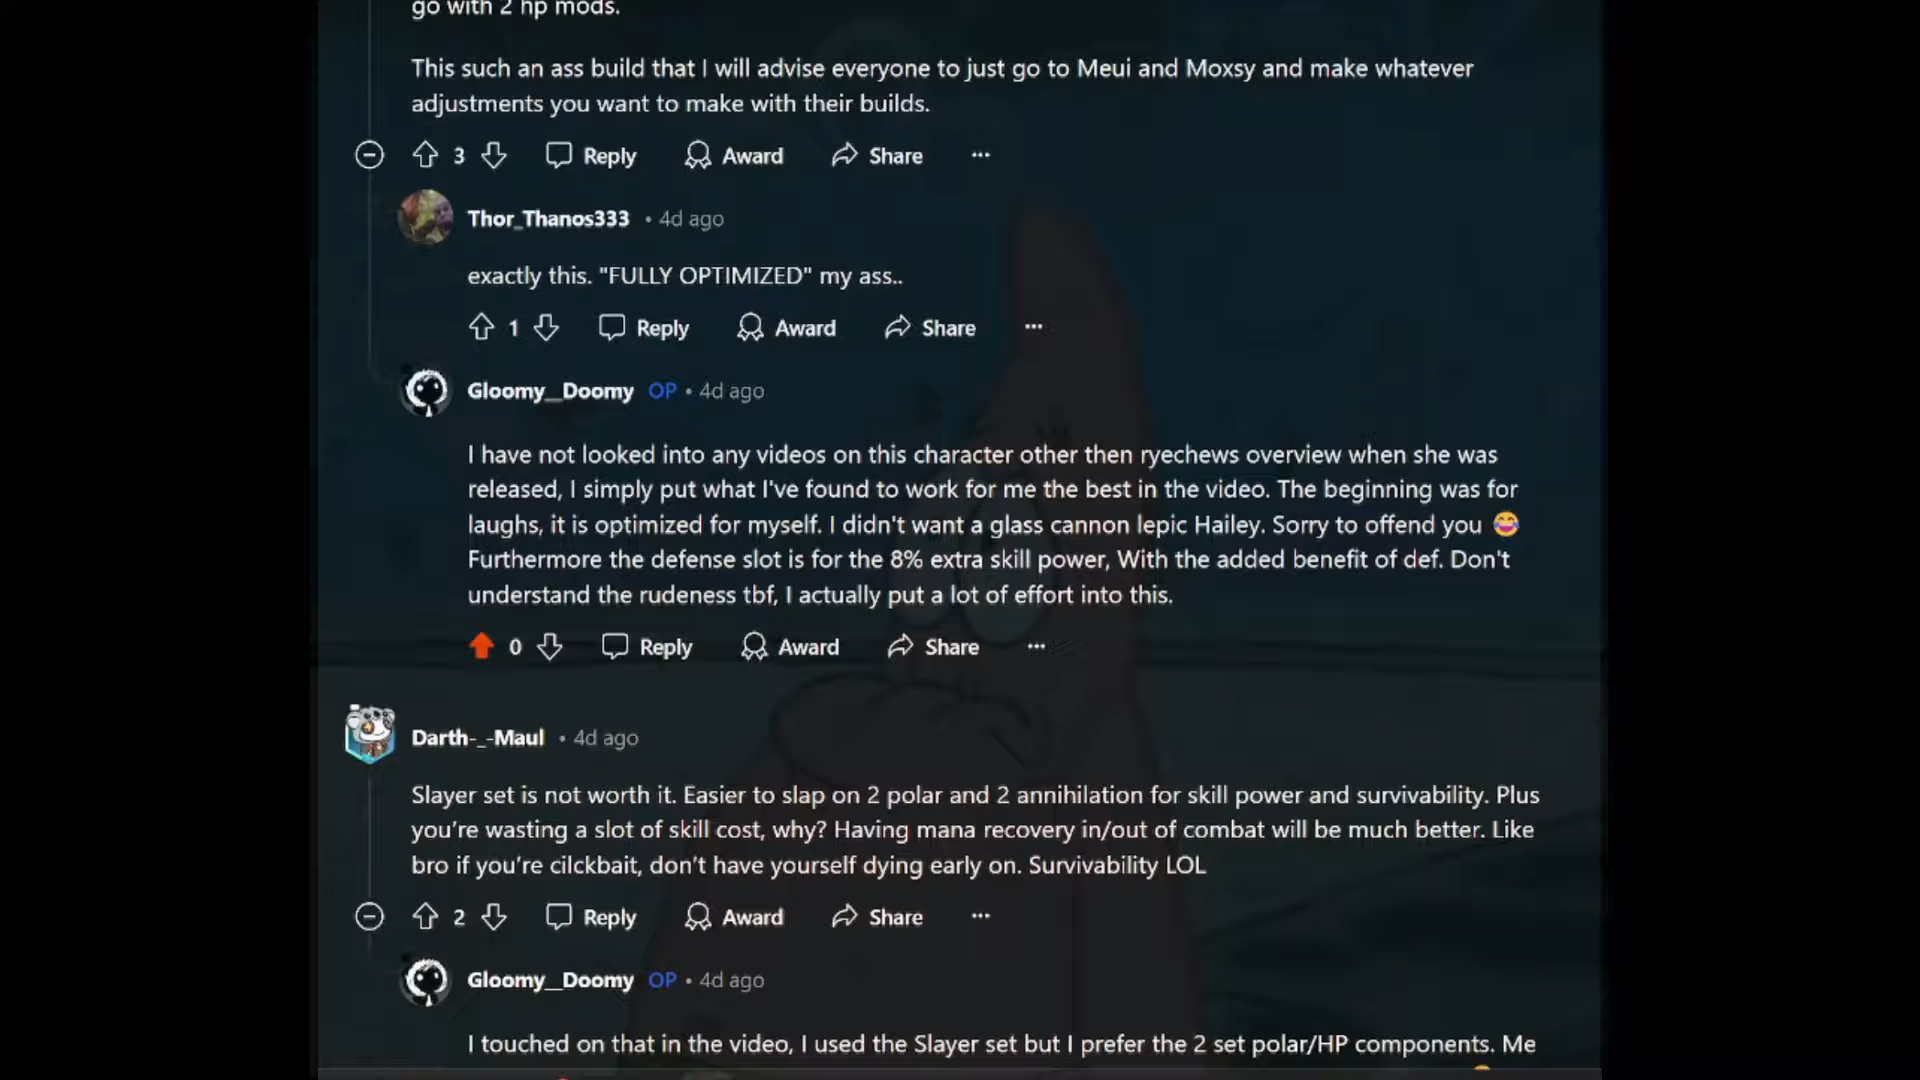 go with 2 hp mods.
This such an ass build that I will advise everyone to just go to Meui and Moxsy and make whatever
adjustments you want to make with their builds.
3 Reply Award Share ...
Thor_Thanos333 • 4d ago
exactly this. "FULLY OPTIMIZED" my ass..
1 Reply Award Share ...
Gloomy__Doomy OP • 4d ago
I have not looked into any videos on this character other then ryechews overview when she was
released, I simply put what I've found to work for me the best in the video. The beginning was for
laughs, it is optimized for myself. I didn't want a glass cannon lepic Hailey. Sorry to offend you 😂
Furthermore the defense slot is for the 8% extra skill power, With the added benefit of def. Don't
understand the rudeness tbf, I actually put a lot of effort into this.
0 Reply Award Share ...
Darth-_-Maul • 4d ago
Slayer set is not worth it. Easier to slap on 2 polar and 2 annihilation for skill power and survivability. Plus
you're wasting a slot of skill cost, why? Having mana recovery in/out of combat will be much better. Like
bro if you're cilckbait, don't have yourself dying early on. Survivability LOL
2 Reply Award Share ...
Gloomy__Doomy OP • 4d ago
I touched on that in the video, I used the Slayer set but I prefer the 2 set polar/HP components. Me